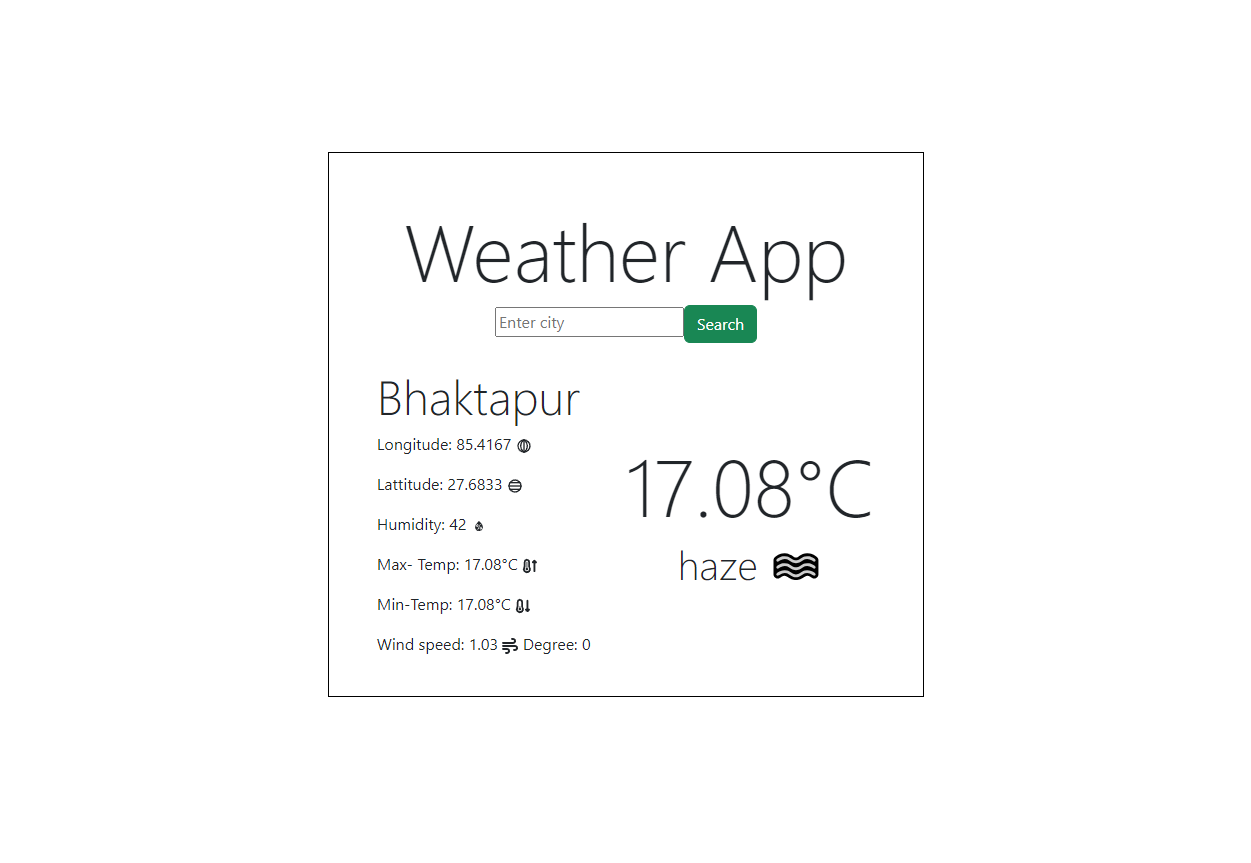 Weather App
Enter city
Search
Bhaktapur
Longitude: 85.4167
Lattitude: 27.6833
Humidity: 42
Max- Temp: 17.08°C
Min-Temp: 17.08°C
Wind speed: 1.03 Degree: 0
17.08°C
haze